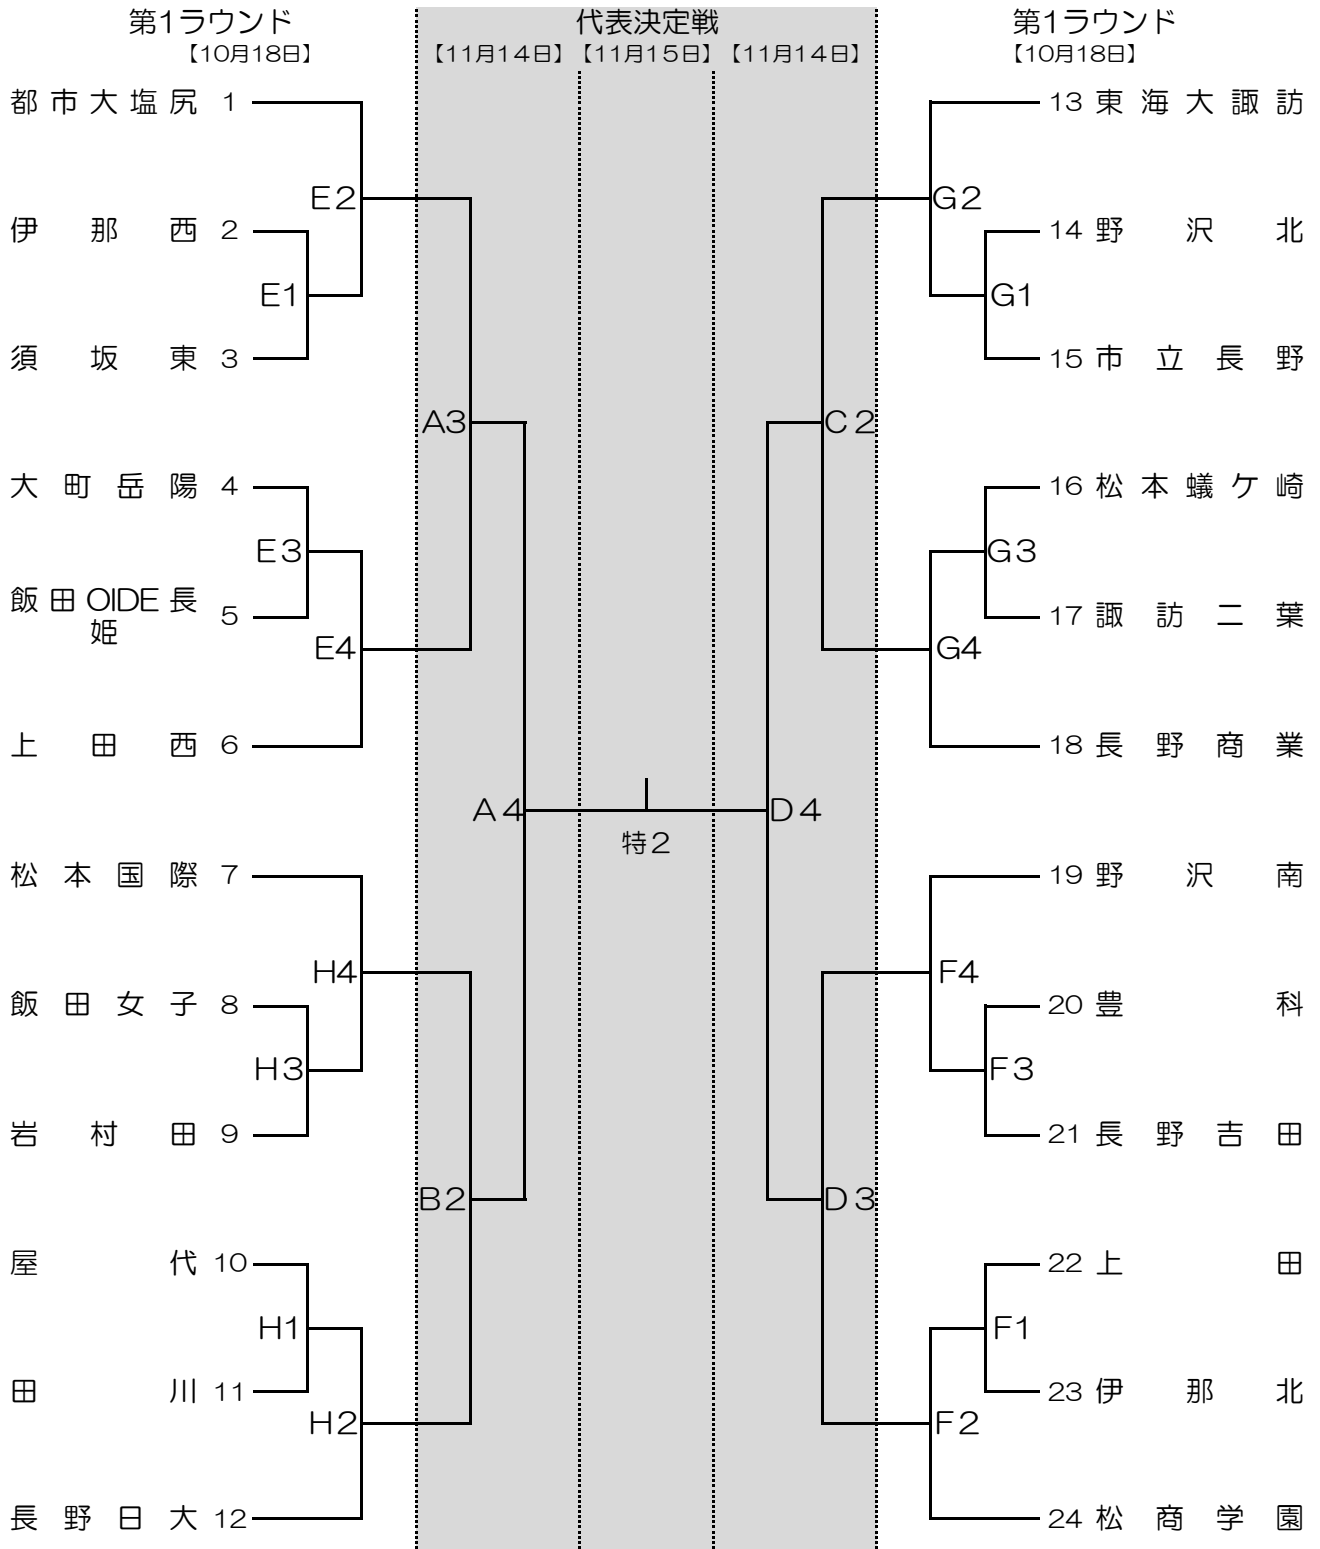 第1ラウンド 代表決定戦 第1ラウンド
【10月18日】 【11月14日】 【11月15日】 【11月14日】 【10月18日】
都市大塩尻 1 13 東海大諏訪
E2 G2
伊那西 2 14 野沢北
E1 G1
須坂東 3 15 市立長野
A3 C2
大町岳陽 4 16 松本蟻ケ崎
E3 G3
飯田OIDE長姫 5 17 諏訪二葉
E4 G4
上田西 6 18 長野商業
A4 D4
特2
松本国際 7 19 野沢南
H4 F4
飯田女子 8 20 豊科
H3 F3
岩村田 9 21 長野吉田
B2 D3
屋代 10 22 上田
H1 F1
田川 11 23 伊那北
H2 F2
長野日大 12 24 松商学園